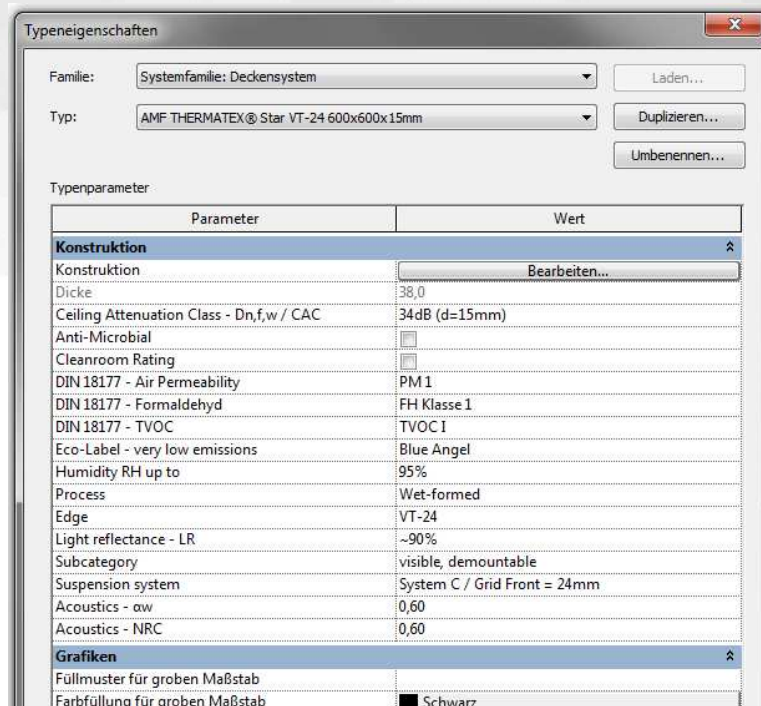 Typeneigenschaften
Familie: Systemfamilie: Deckensystem Laden...
Typ: AMF THERMATEX® Star VT-24 600x600x15mm Duplizieren...
Umbenennen...
Typenparameter
Parameter Wert
Konstruktion
Konstruktion Bearbeiten...
Dicke 38,0
Ceiling Attenuation Class - Dn,f,w / CAC 34dB (d=15mm)
Anti-Microbial
Cleanroom Rating
DIN 18177 - Air Permeability PM 1
DIN 18177 - Formaldehyd FH Klasse 1
DIN 18177 - TVOC TVOC I
Eco-Label - very low emissions Blue Angel
Humidity RH up to 95%
Process Wet-formed
Edge VT-24
Light reflectance - LR ~90%
Subcategory visible, demountable
Suspension system System C / Grid Front = 24mm
Acoustics - αw 0,60
Acoustics - NRC 0,60
Grafiken
Füllmuster für groben Maßstab
Farbfüllung für groben Maßstab Schwarz